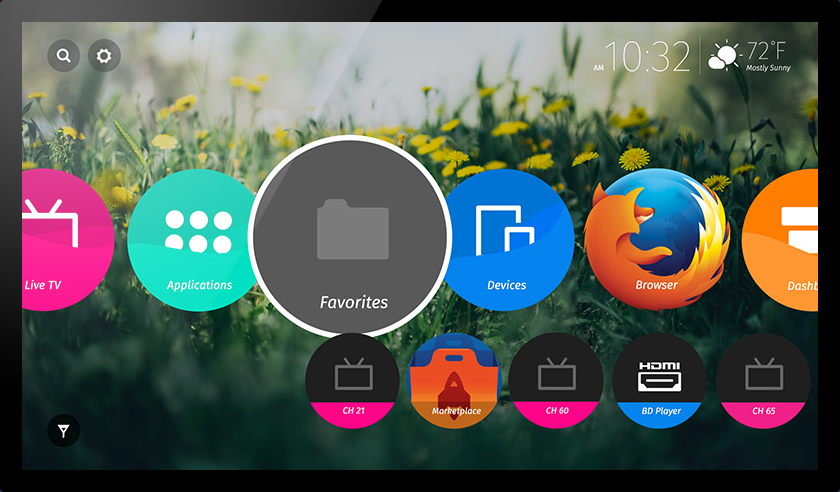 AM 10:32 72°F
Mostly Sunny
Live TV
Applications
Favorites
Devices
Browser
Dashb
CH 21
Marketplace
CH 60
HDMI
BD Player
CH 65